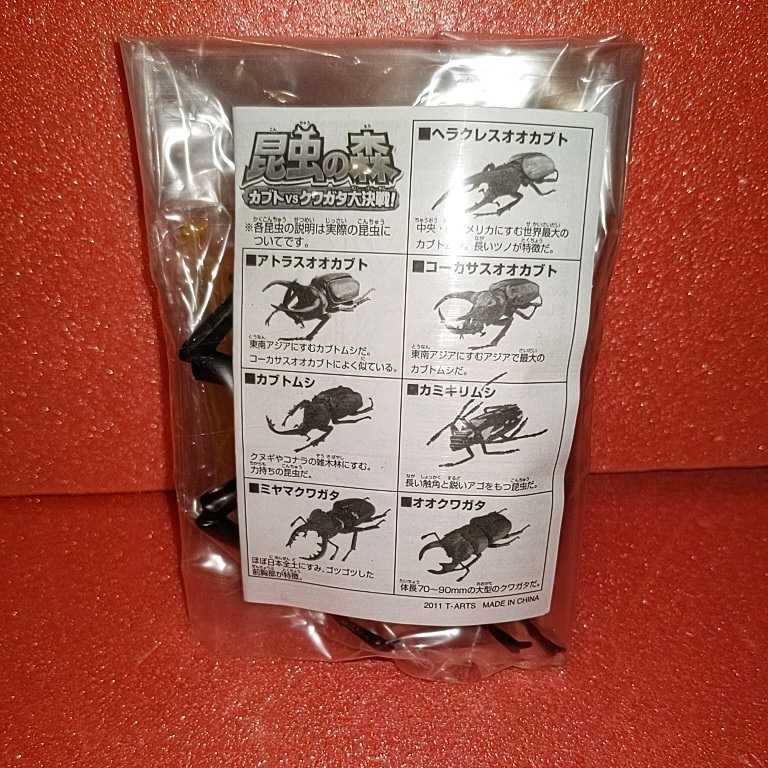 昆虫の森
カブトVSクワガタ大決戦!
※各昆虫の説明は実際の昆虫に
ついてです。
■ヘラクレスオオカブト
中央・
メリカにすむ世界最大の
カブト
長いツノが特徴だ。
■アトラスオオカブト
東南アジアにすむカブトムシだ。
コーカサスオオカブトによく似ている。
■コーカサスオオカブト
東南アジアにすむアジアで最大の
カブトムシだ。
■カブトムシ
クヌギやコナラの雑木林にすむ。
力持ちの昆虫だ。
■カミキリムシ
長い触角と鋭いアゴをもつ昆虫だ。
■ミヤマクワガタ
ほぼ日本全土にすみ、ゴツゴツした
前胸部が特徴。
■オオクワガタ
体長70～90mmの大型のクワガタだ。
2011 T-ARTS MADE IN CHINA